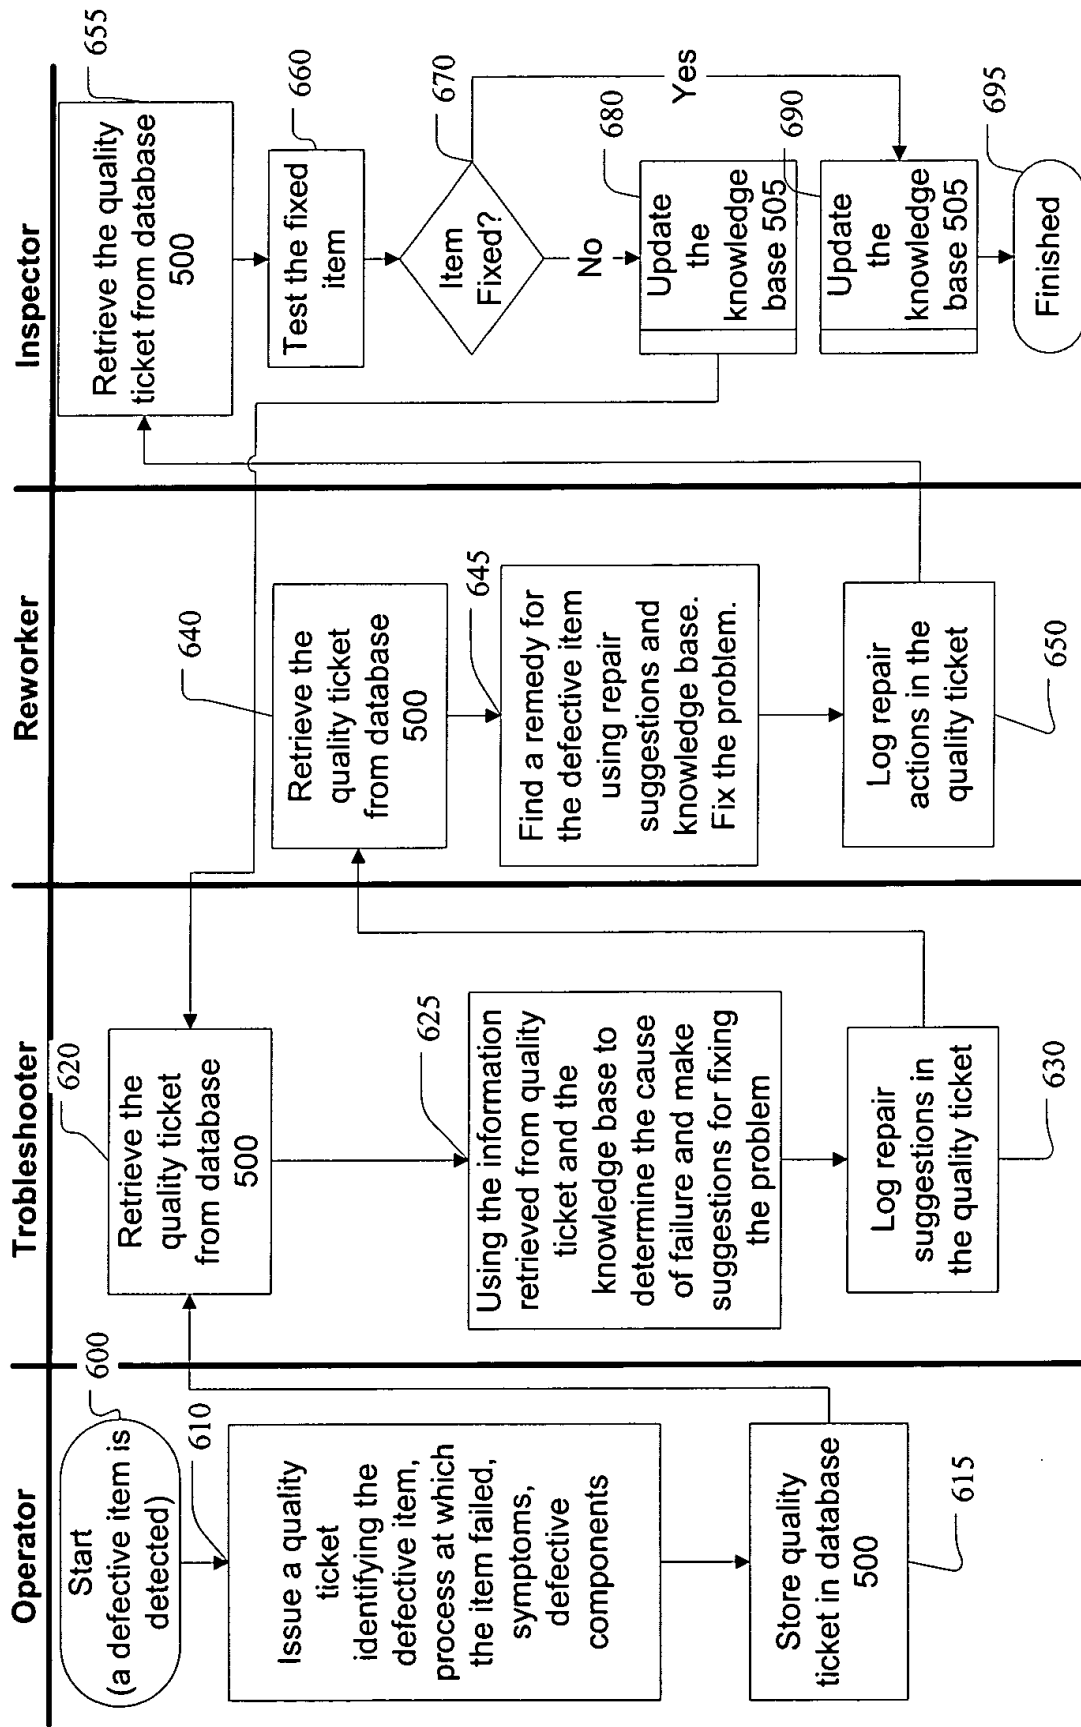 Operator
Start
(a defective item is
detected)
600
610
Issue a quality
ticket
identifying the
defective item,
process at which
the item failed,
symptoms,
defective
components
Store quality
ticket in database
500
615
Trobleshooter
620
Retrieve the
quality ticket
from database
500
625
Using the information
retrieved from quality
ticket and the
knowledge base to
determine the cause
of failure and make
suggestions for fixing
the problem
Log repair
suggestions in
the quality ticket
630
Reworker
640
Retrieve the
quality ticket
from database
500
645
Find a remedy for
the defective item
using repair
suggestions and
knowledge base.
Fix the problem.
Log repair
actions in the
quality ticket
650
Inspector
655
Retrieve the quality
ticket from database
500
660
Test the fixed
item
670
Item
Fixed?
Yes
No
680
Update
the
knowledge
base 505
690
Update
the
knowledge
base 505
695
Finished